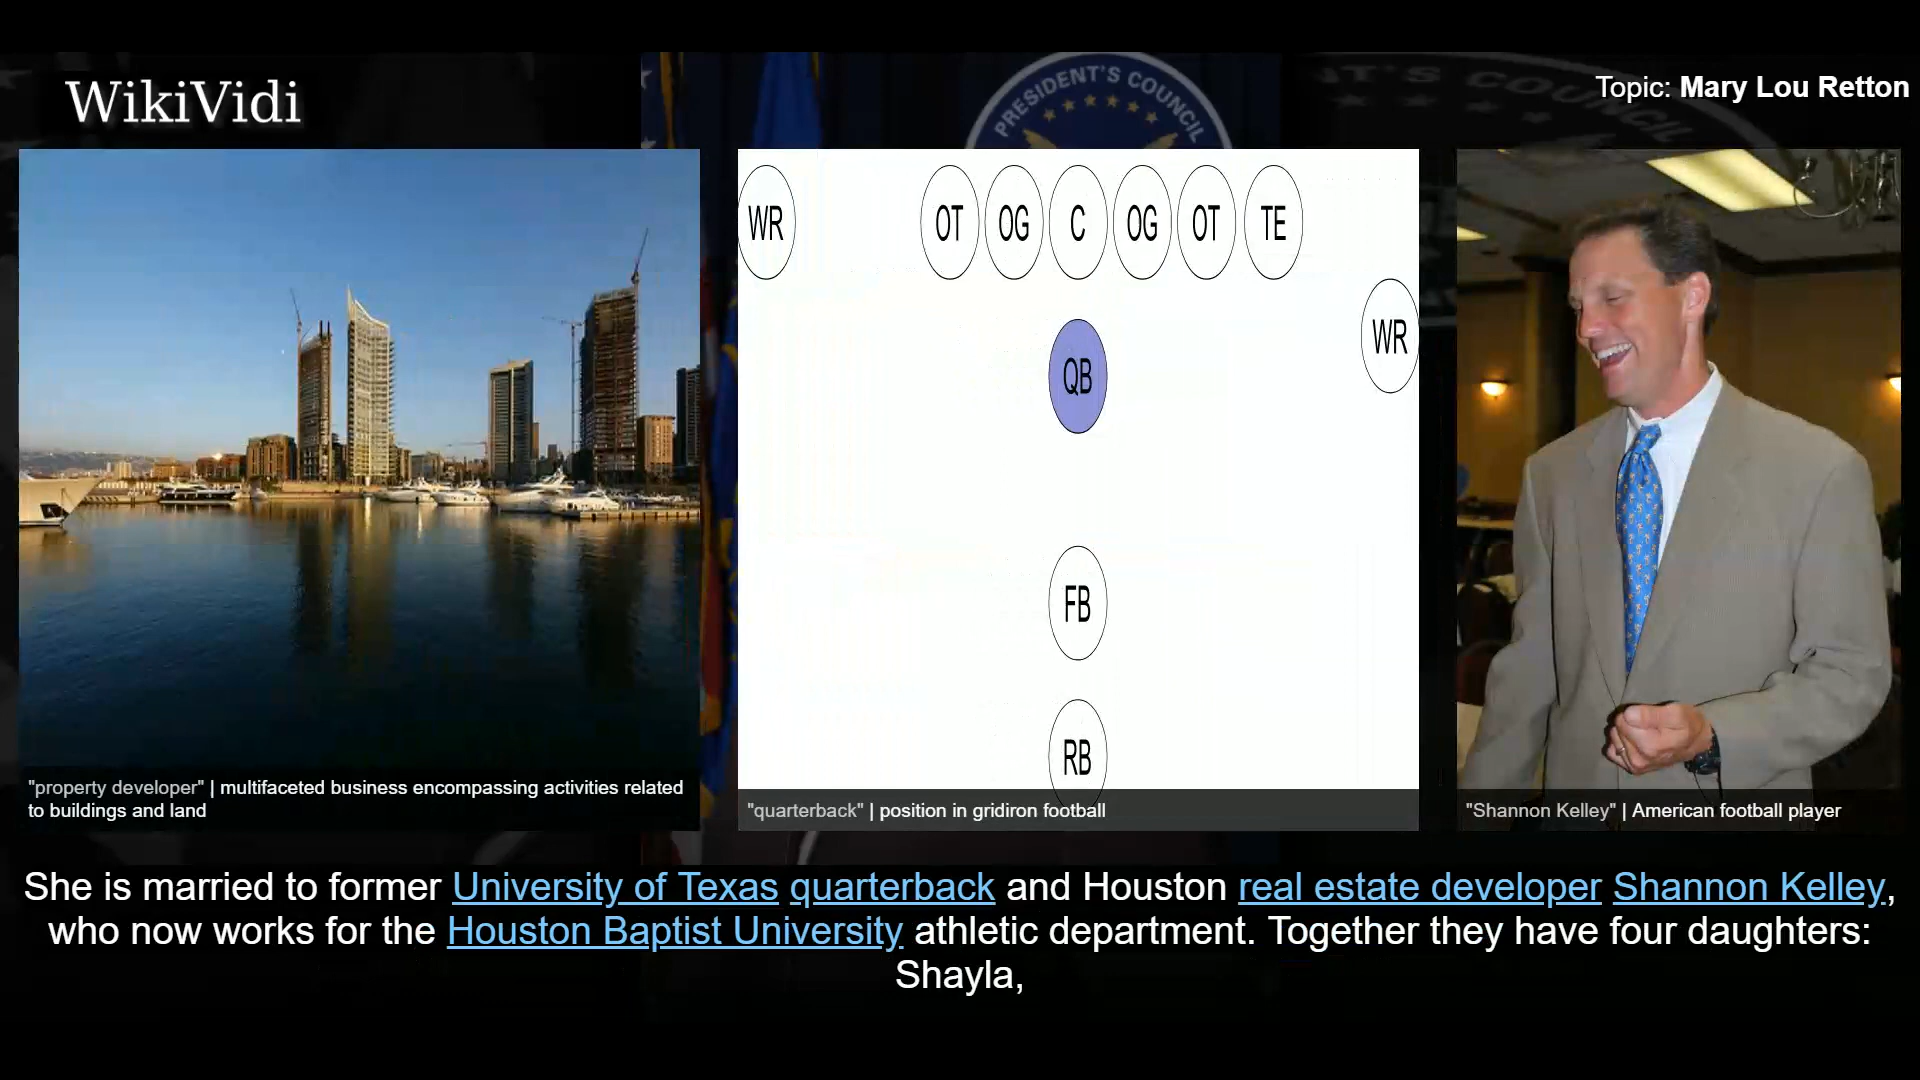 WikiVidi
PRESIDENT'S COUNCIL
Topic: Mary Lou Retton
WR OT OG C OG OT TE
WR
QB
FB
RB
"property developer" | multifaceted business encompassing activities related
to buildings and land
"quarterback" | position in gridiron football
"Shannon Kelley" | American football player
She is married to former University of Texas quarterback and Houston real estate developer Shannon Kelley,
who now works for the Houston Baptist University athletic department. Together they have four daughters:
Shayla,